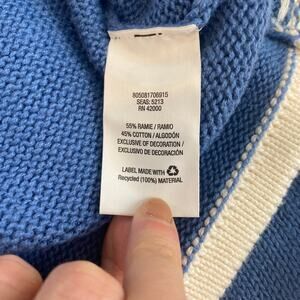 805081706915
SEAS: 5213
RN 42000
55% RAMIE / RAMIO
45% COTTON / ALGODÓN
EXCLUSIVE OF DECORATION /
EXCLUSIVO DE DECORACIÓN
LABEL MADE WITH
Recycled (100%) MATERIAL